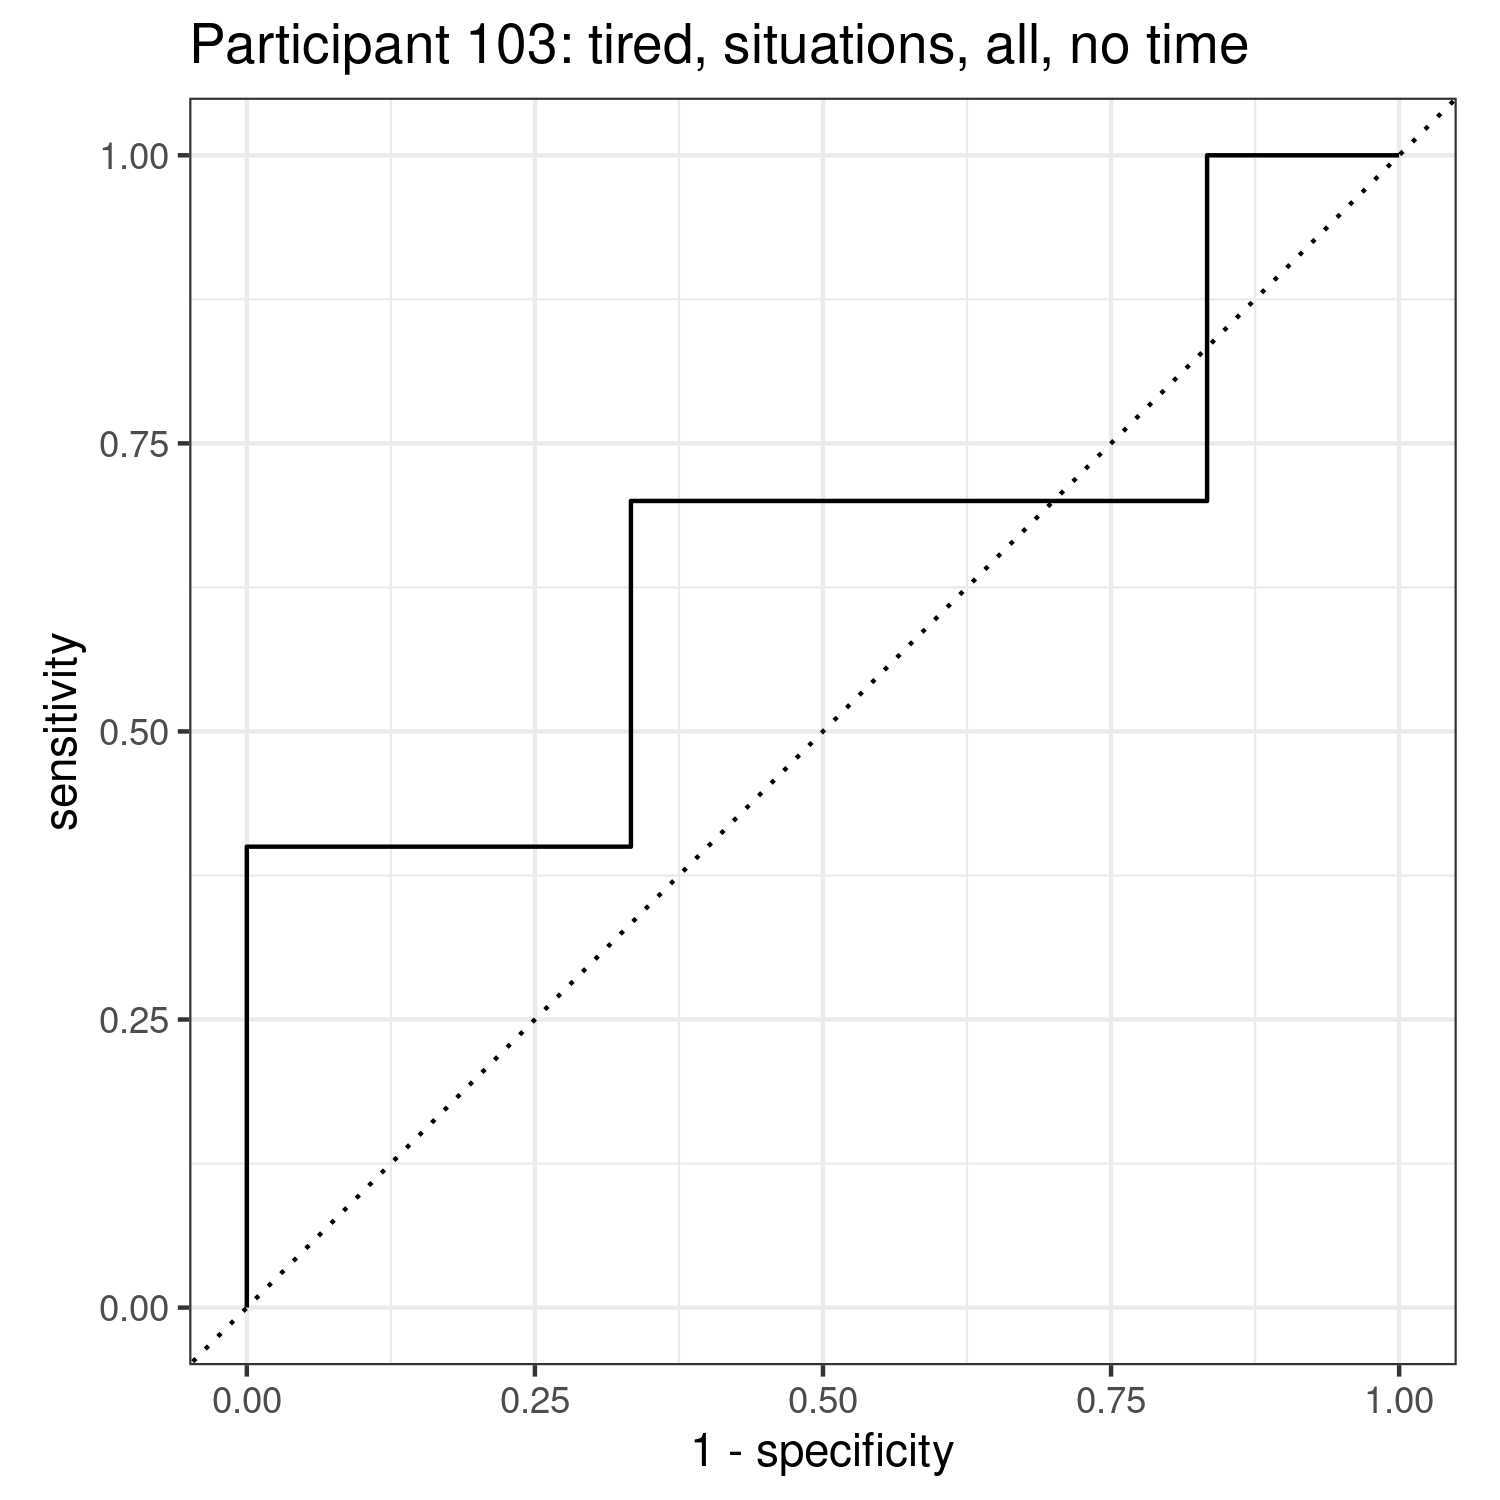 Participant 103: tired, situations, all, no time
1.00
0.75
0.50
0.25
0.00
sensitivity
0.00 0.25 0.50 0.75 1.00
1 - specificity